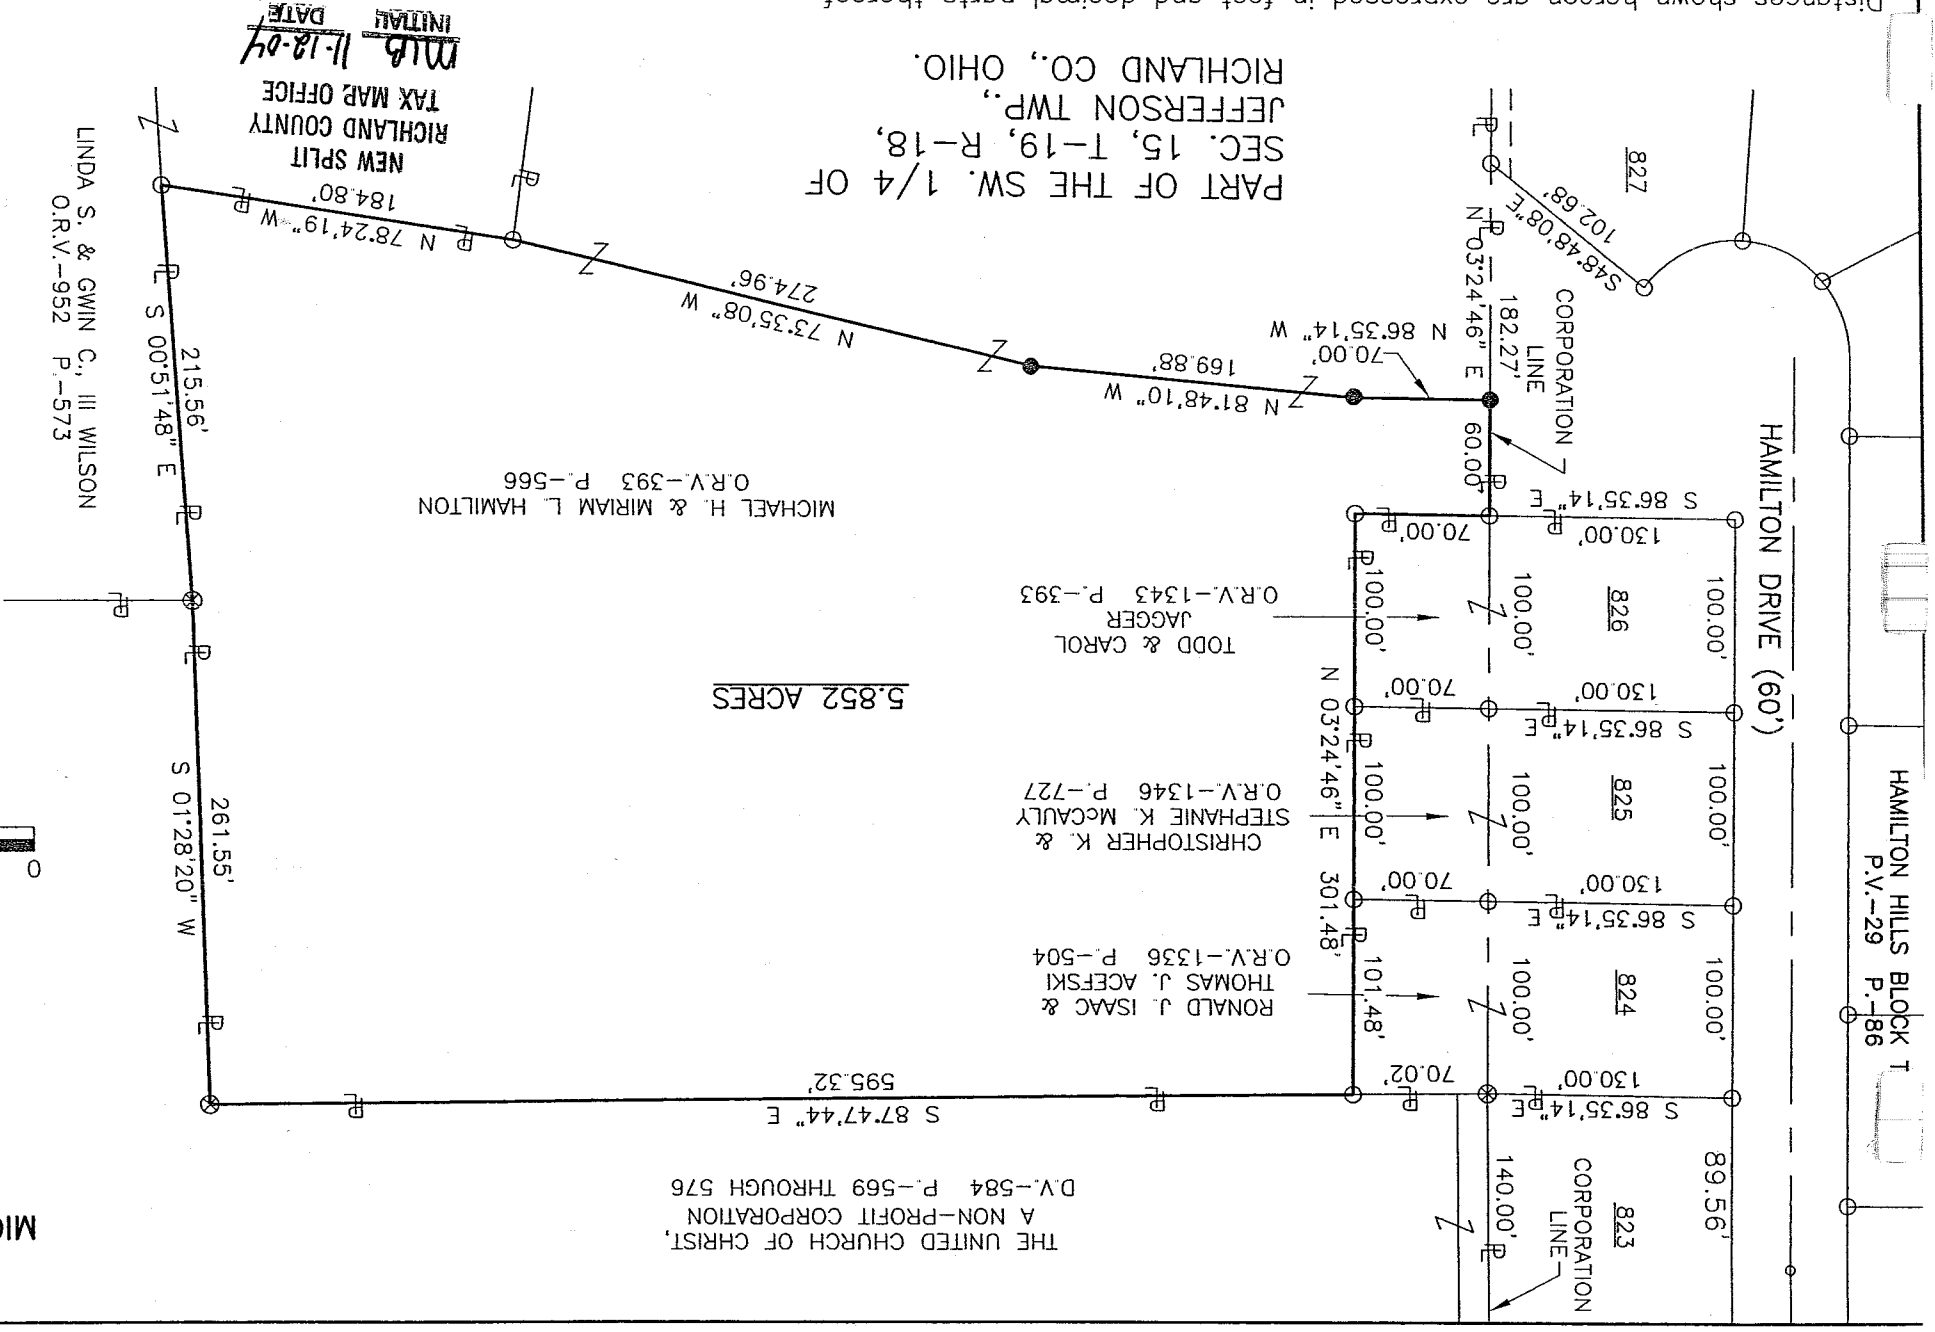 MIC
THE UNITED CHURCH OF CHRIST,
A NON-PROFIT CORPORATION
D.V.-584 P.-569 THROUGH 576
CORPORATION
LINE
823
89.56'
140.00'
HAMILTON HILLS BLOCK T
P.V.-29 P.-86
HAMILTON DRIVE (60')
S 86°35'14" E
130.00'
70.02'
S 87°47'44" E
595.32'
824
100.00'
100.00'
101.48'
RONALD J. ISAAC &
THOMAS J. ACEFSKI
O.R.V.-1336 P.-504
S 86°35'14" E
130.00'
70.00'
825
100.00'
100.00'
100.00'
N 03°24'46" E 301.48'
CHRISTOPHER K. &
STEPHANIE K. McCAULY
O.R.V.-1346 P.-727
S 86°35'14" E
130.00'
70.00'
826
100.00'
100.00'
100.00'
TODD & CAROL
JAGGER
O.R.V.-1343 P.-393
130.00'
S 86°35'14" E
70.00'
60.00'
5.852 ACRES
0
261.55'
S 01°28'20" W
215.56'
S 00°51'48" E
LINDA S. & GWIN C., III WILSON
O.R.V.-952 P.-573
MICHAEL H. & MIRIAM L. HAMILTON
O.R.V.-393 P.-566
CORPORATION
LINE
182.27'
N 03°24'46" E
70.00'
N 86°35'14" W
N 81°48'10" W
169.88'
N 73°35'08" W
274.96'
N 78°24'19" W
184.80'
S48°48'08"E
102.68'
827
PART OF THE SW. 1/4 OF
SEC. 15, T-19, R-18,
JEFFERSON TWP.,
RICHLAND CO., OHIO.
NEW SPLIT
RICHLAND COUNTY
TAX MAP OFFICE
MLB 11-12-04
INITIAL DATE
Distances shown hereon are expressed in feet and decimal parts thereof